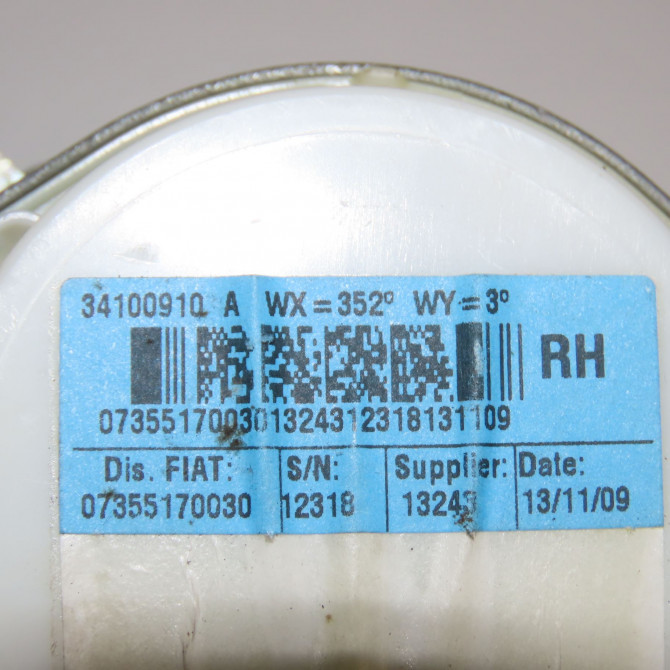 34100910 A WX=352° WY=3°
RH
07355170030132431231813​1109
Dis. FIAT: S/N: Supplier: Date:
07355170030 12318 13243 13/11/09